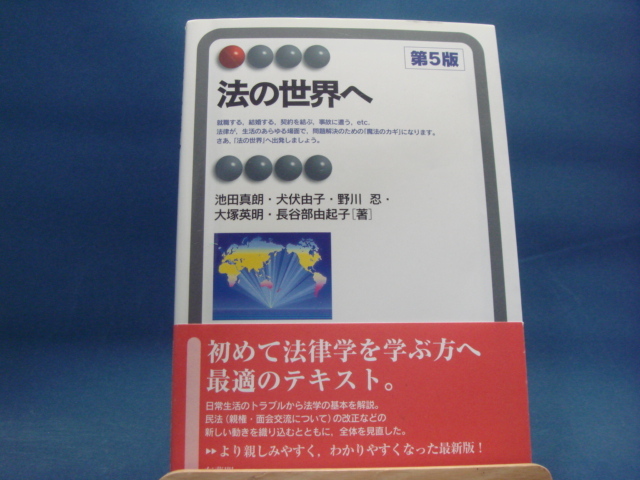 第5版
法の世界へ
就職する，結婚する，契約を結ぶ，事故に遭う，etc.
法律が，生活のあらゆる場面で，問題解決のための「魔法のカギ」になります。
さあ，「法の世界」へ出発しましょう。
池田真朗・犬伏由子・野川 忍・
大塚英明・長谷部由起子［著］
初めて法律学を学ぶ方へ
最適のテキスト。
日常生活のトラブルから法学の基本を解説。
民法（親権・面会交流について）の改正などの
新しい動きを織り込むとともに、全体を見直した。
より親しみやすく，わかりやすくなった最新版！